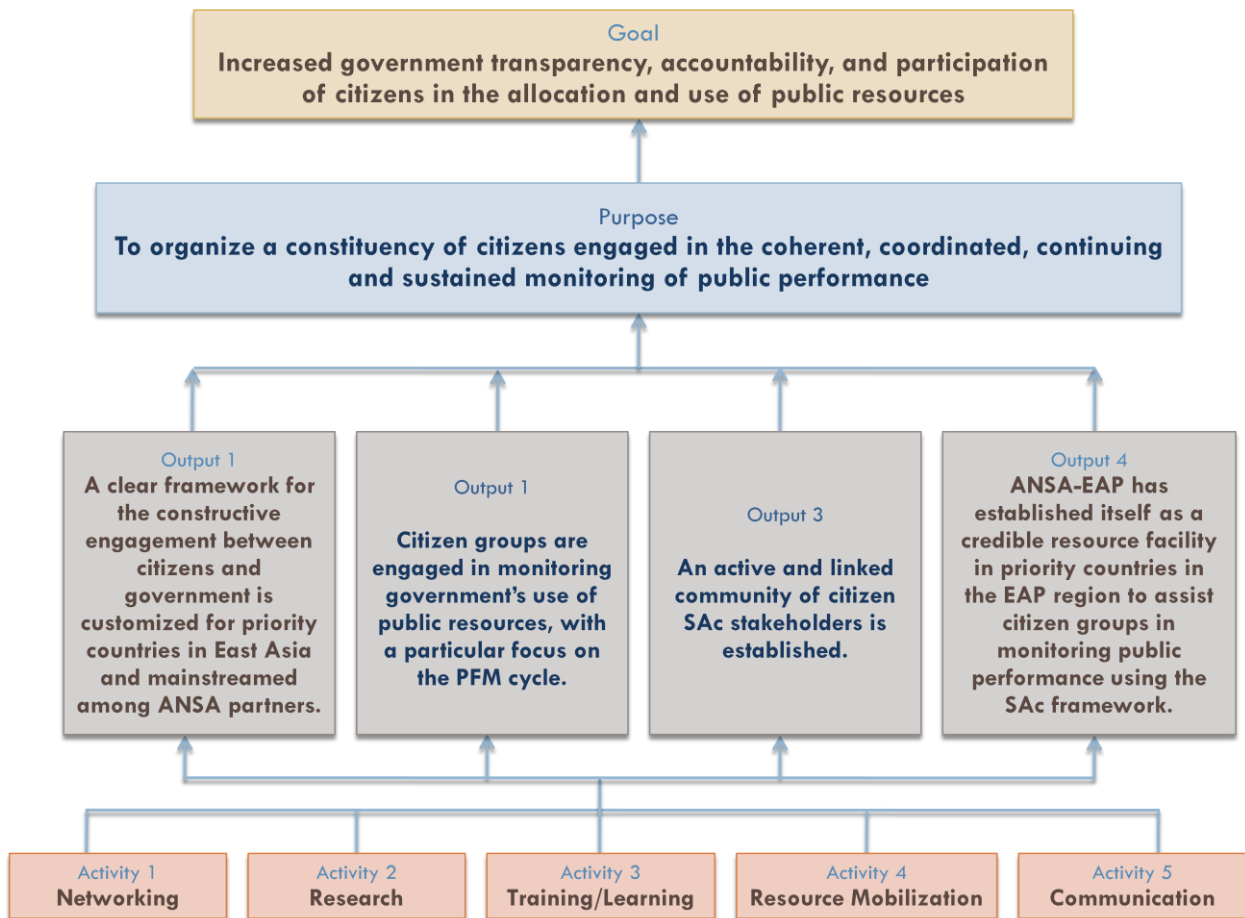 Goal
Increased government transparency, accountability, and participation
of citizens in the allocation and use of public resources
Purpose
To organize a constituency of citizens engaged in the coherent, coordinated, continuing
and sustained monitoring of public performance
Output 1
A clear framework for
the constructive
engagement between
citizens and
government is
customized for priority
countries in East Asia
and mainstreamed
among ANSA partners.
Output 1
Citizen groups are
engaged in monitoring
government's use of
public resources, with
a particular focus on
the PFM cycle.
Output 3
An active and linked
community of citizen
SAc stakeholders is
established.
Output 4
ANSA-EAP has
established itself as a
credible resource facility
in priority countries in
the EAP region to assist
citizen groups in
monitoring public
performance using the
SAc framework.
Activity 1
Networking
Activity 2
Research
Activity 3
Training/Learning
Activity 4
Resource Mobilization
Activity 5
Communication